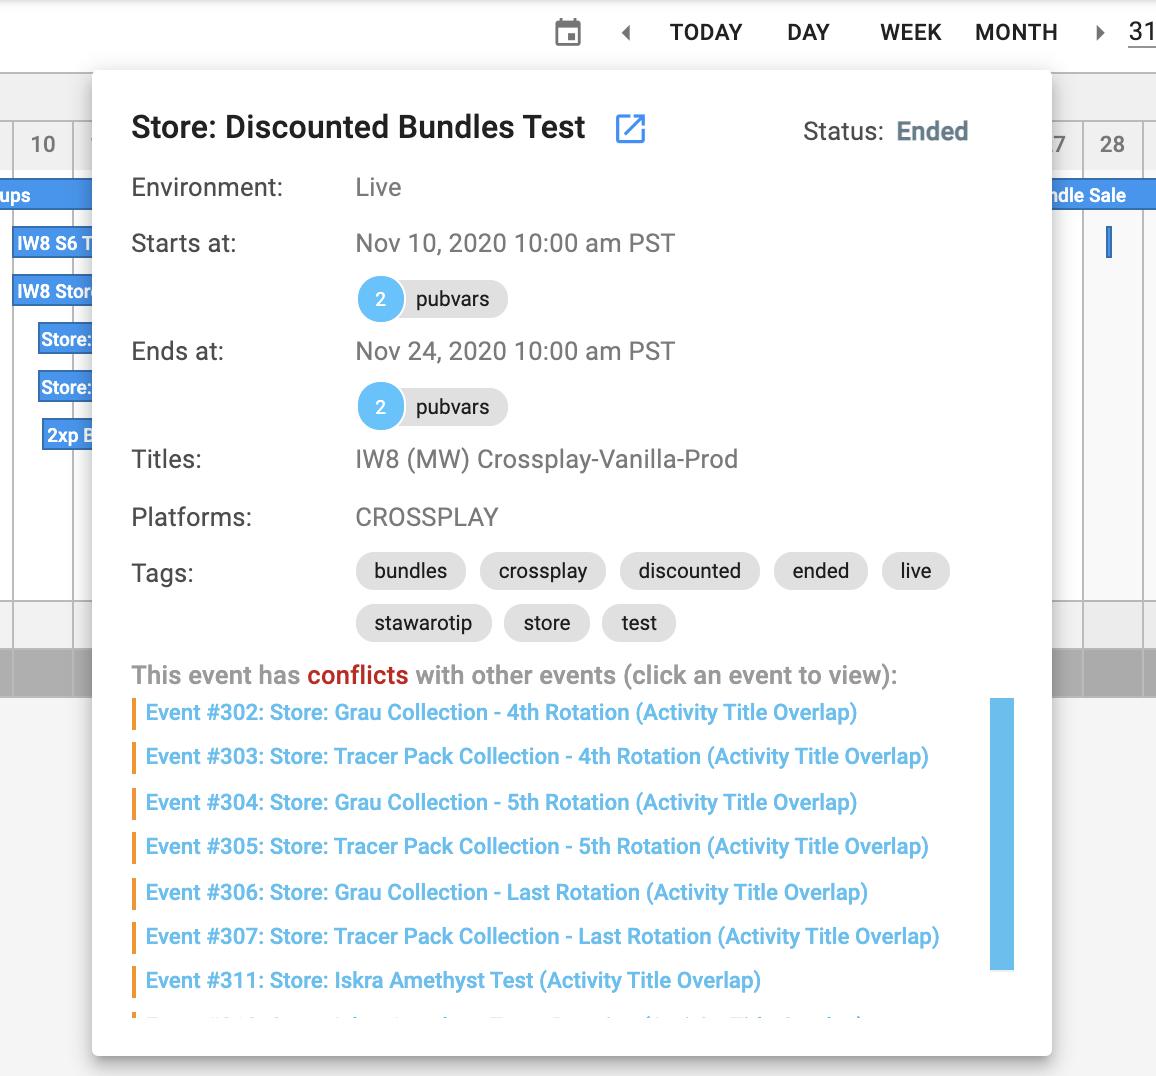 TODAY DAY WEEK MONTH 31
Store: Discounted Bundles Test
Status: Ended
10
28
ups
ndle Sale
IW8 S6 T
IW8 Stor
Store:
Store:
2xp B
Environment: Live
Starts at: Nov 10, 2020 10:00 am PST
2 pubvars
Ends at: Nov 24, 2020 10:00 am PST
2 pubvars
Titles: IW8 (MW) Crossplay-Vanilla-Prod
Platforms: CROSSPLAY
Tags: bundles crossplay discounted ended live
stawarotip store test
This event has conflicts with other events (click an event to view):
Event #302: Store: Grau Collection - 4th Rotation (Activity Title Overlap)
Event #303: Store: Tracer Pack Collection - 4th Rotation (Activity Title Overlap)
Event #304: Store: Grau Collection - 5th Rotation (Activity Title Overlap)
Event #305: Store: Tracer Pack Collection - 5th Rotation (Activity Title Overlap)
Event #306: Store: Grau Collection - Last Rotation (Activity Title Overlap)
Event #307: Store: Tracer Pack Collection - Last Rotation (Activity Title Overlap)
Event #311: Store: Iskra Amethyst Test (Activity Title Overlap)